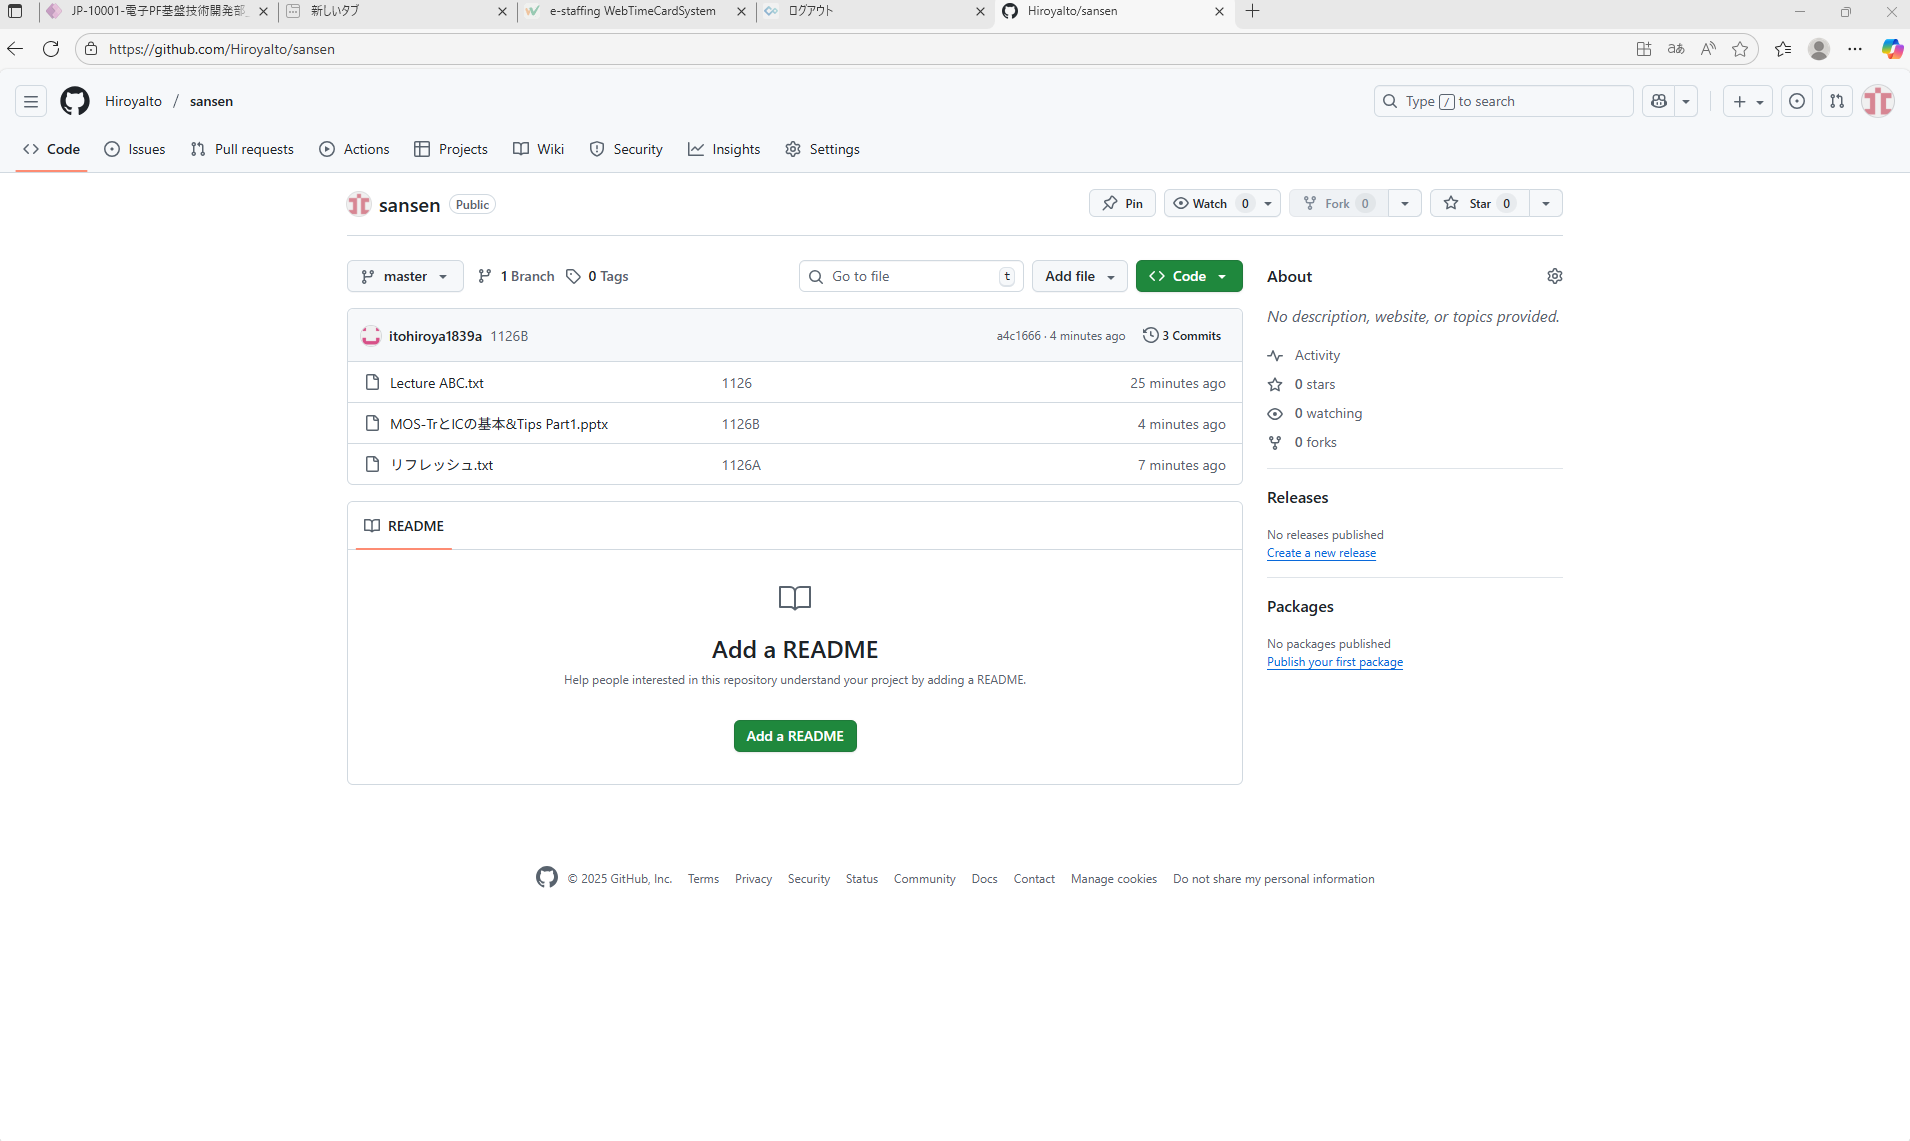 JP-10001-電子PF基盤技術開発部_
新しいタブ
e-staffing WebTimeCardSystem
ログアウト
Hiroyalto/sansen
https://github.com/Hiroyalto/sansen
Hiroyalto / sansen
Type / to search
Code
Issues
Pull requests
Actions
Projects
Wiki
Security
Insights
Settings
sansen Public
Pin
Watch 0
Fork 0
Star 0
master
1 Branch
0 Tags
Go to file t
Add file
Code
itohiroya1839a 1126B a4c1666 · 4 minutes ago 3 Commits
Lecture ABC.txt 1126 25 minutes ago
MOS-TrとICの基本&Tips Part1.pptx 1126B 4 minutes ago
リフレッシュ.txt 1126A 7 minutes ago
README
Add a README
Help people interested in this repository understand your project by adding a README.
Add a README
About
No description, website, or topics provided.
Activity
0 stars
0 watching
0 forks
Releases
No releases published
Create a new release
Packages
No packages published
Publish your first package
© 2025 GitHub, Inc. Terms Privacy Security Status Community Docs Contact Manage cookies Do not share my personal information